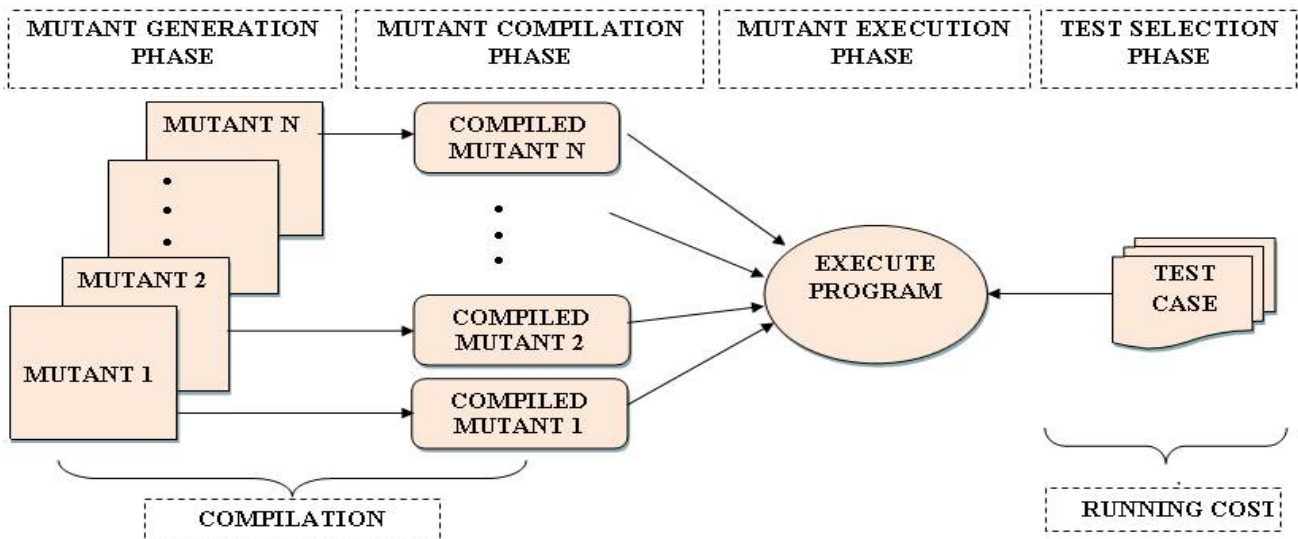 MUTANT GENERATION
PHASE
MUTANT COMPILATION
PHASE
MUTANT EXECUTION
PHASE
TEST SELECTION
PHASE
MUTANT N
MUTANT 2
MUTANT 1
COMPILED
MUTANT N
COMPILED
MUTANT 2
COMPILED
MUTANT 1
EXECUTE
PROGRAM
TEST
CASE
COMPILATION
RUNNING COST